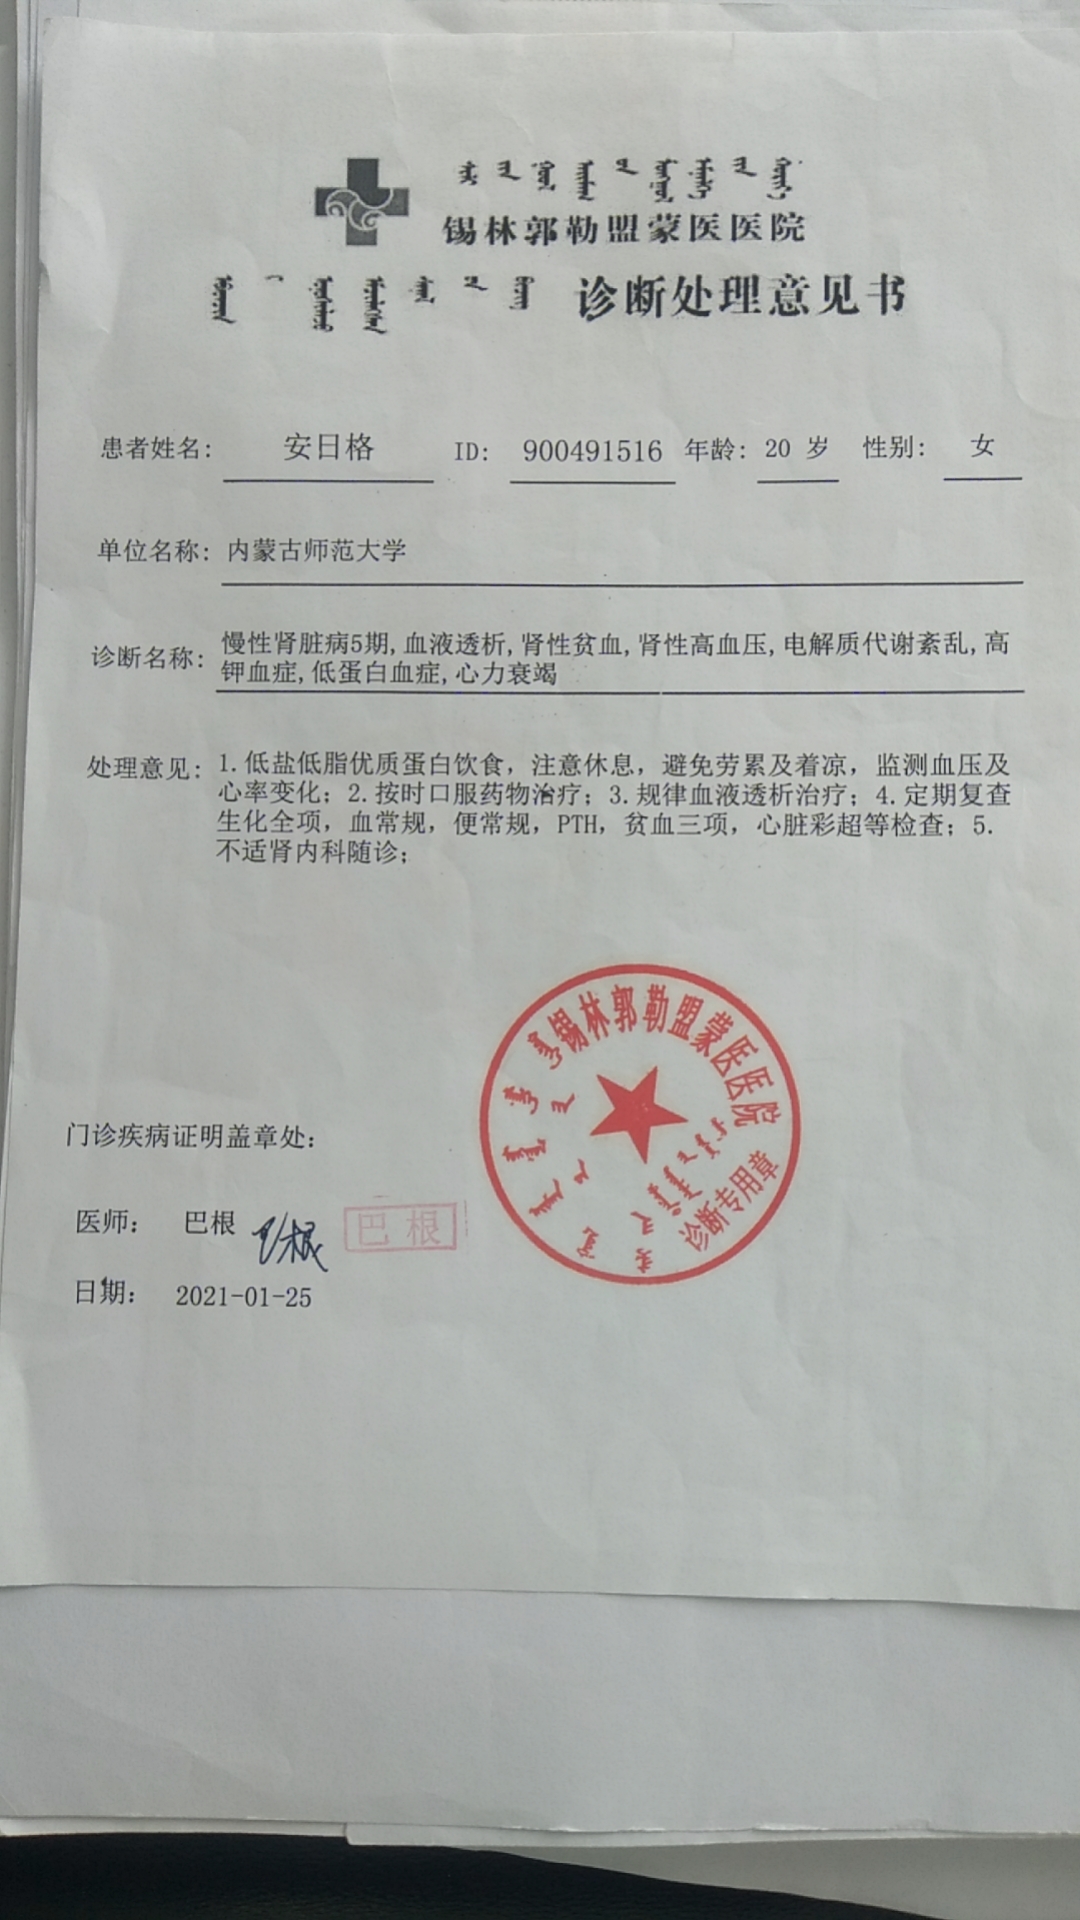 锡林郭勒盟蒙医医院
诊断处理意见书
患者姓名: 安日格 ID: 900491516 年龄: 20 岁 性别: 女
单位名称: 内蒙古师范大学
诊断名称: 慢性肾脏病5期,血液透析,肾性贫血,肾性高血压,电解质代谢紊乱,高
钾血症,低蛋白血症,心力衰竭
处理意见: 1.低盐低脂优质蛋白饮食，注意休息，避免劳累及着凉，监测血压及
心率变化；2.按时口服药物治疗；3.规律血液透析治疗；4.定期复查
生化全项，血常规，便常规，PTH，贫血三项，心脏彩超等检查；5.
不适肾内科随诊；
锡林郭勒盟蒙医医院
诊断专用章
门诊疾病证明盖章处:
医师: 巴根 巴根 巴根
日期: 2021-01-25